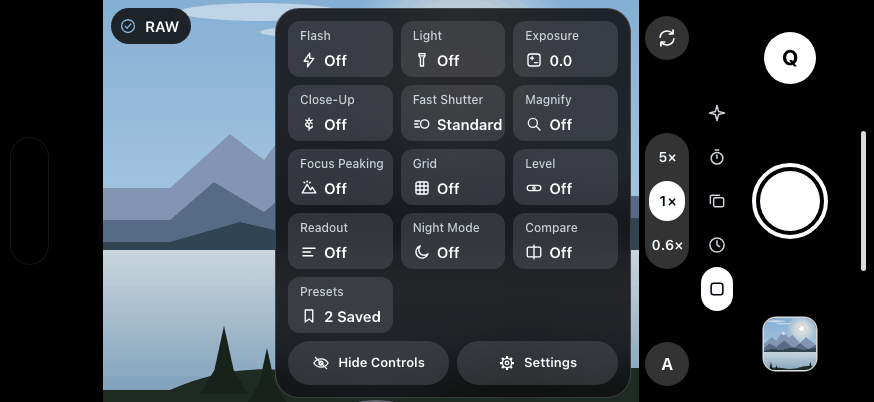 RAW
Flash
Off
Light
Off
Exposure
0.0
Close-Up
Off
Fast Shutter
Standard
Magnify
Off
Focus Peaking
Off
Grid
Off
Level
Off
Readout
Off
Night Mode
Off
Compare
Off
Presets
2 Saved
Hide Controls
Settings
5×
1×
0.6×
Q
A